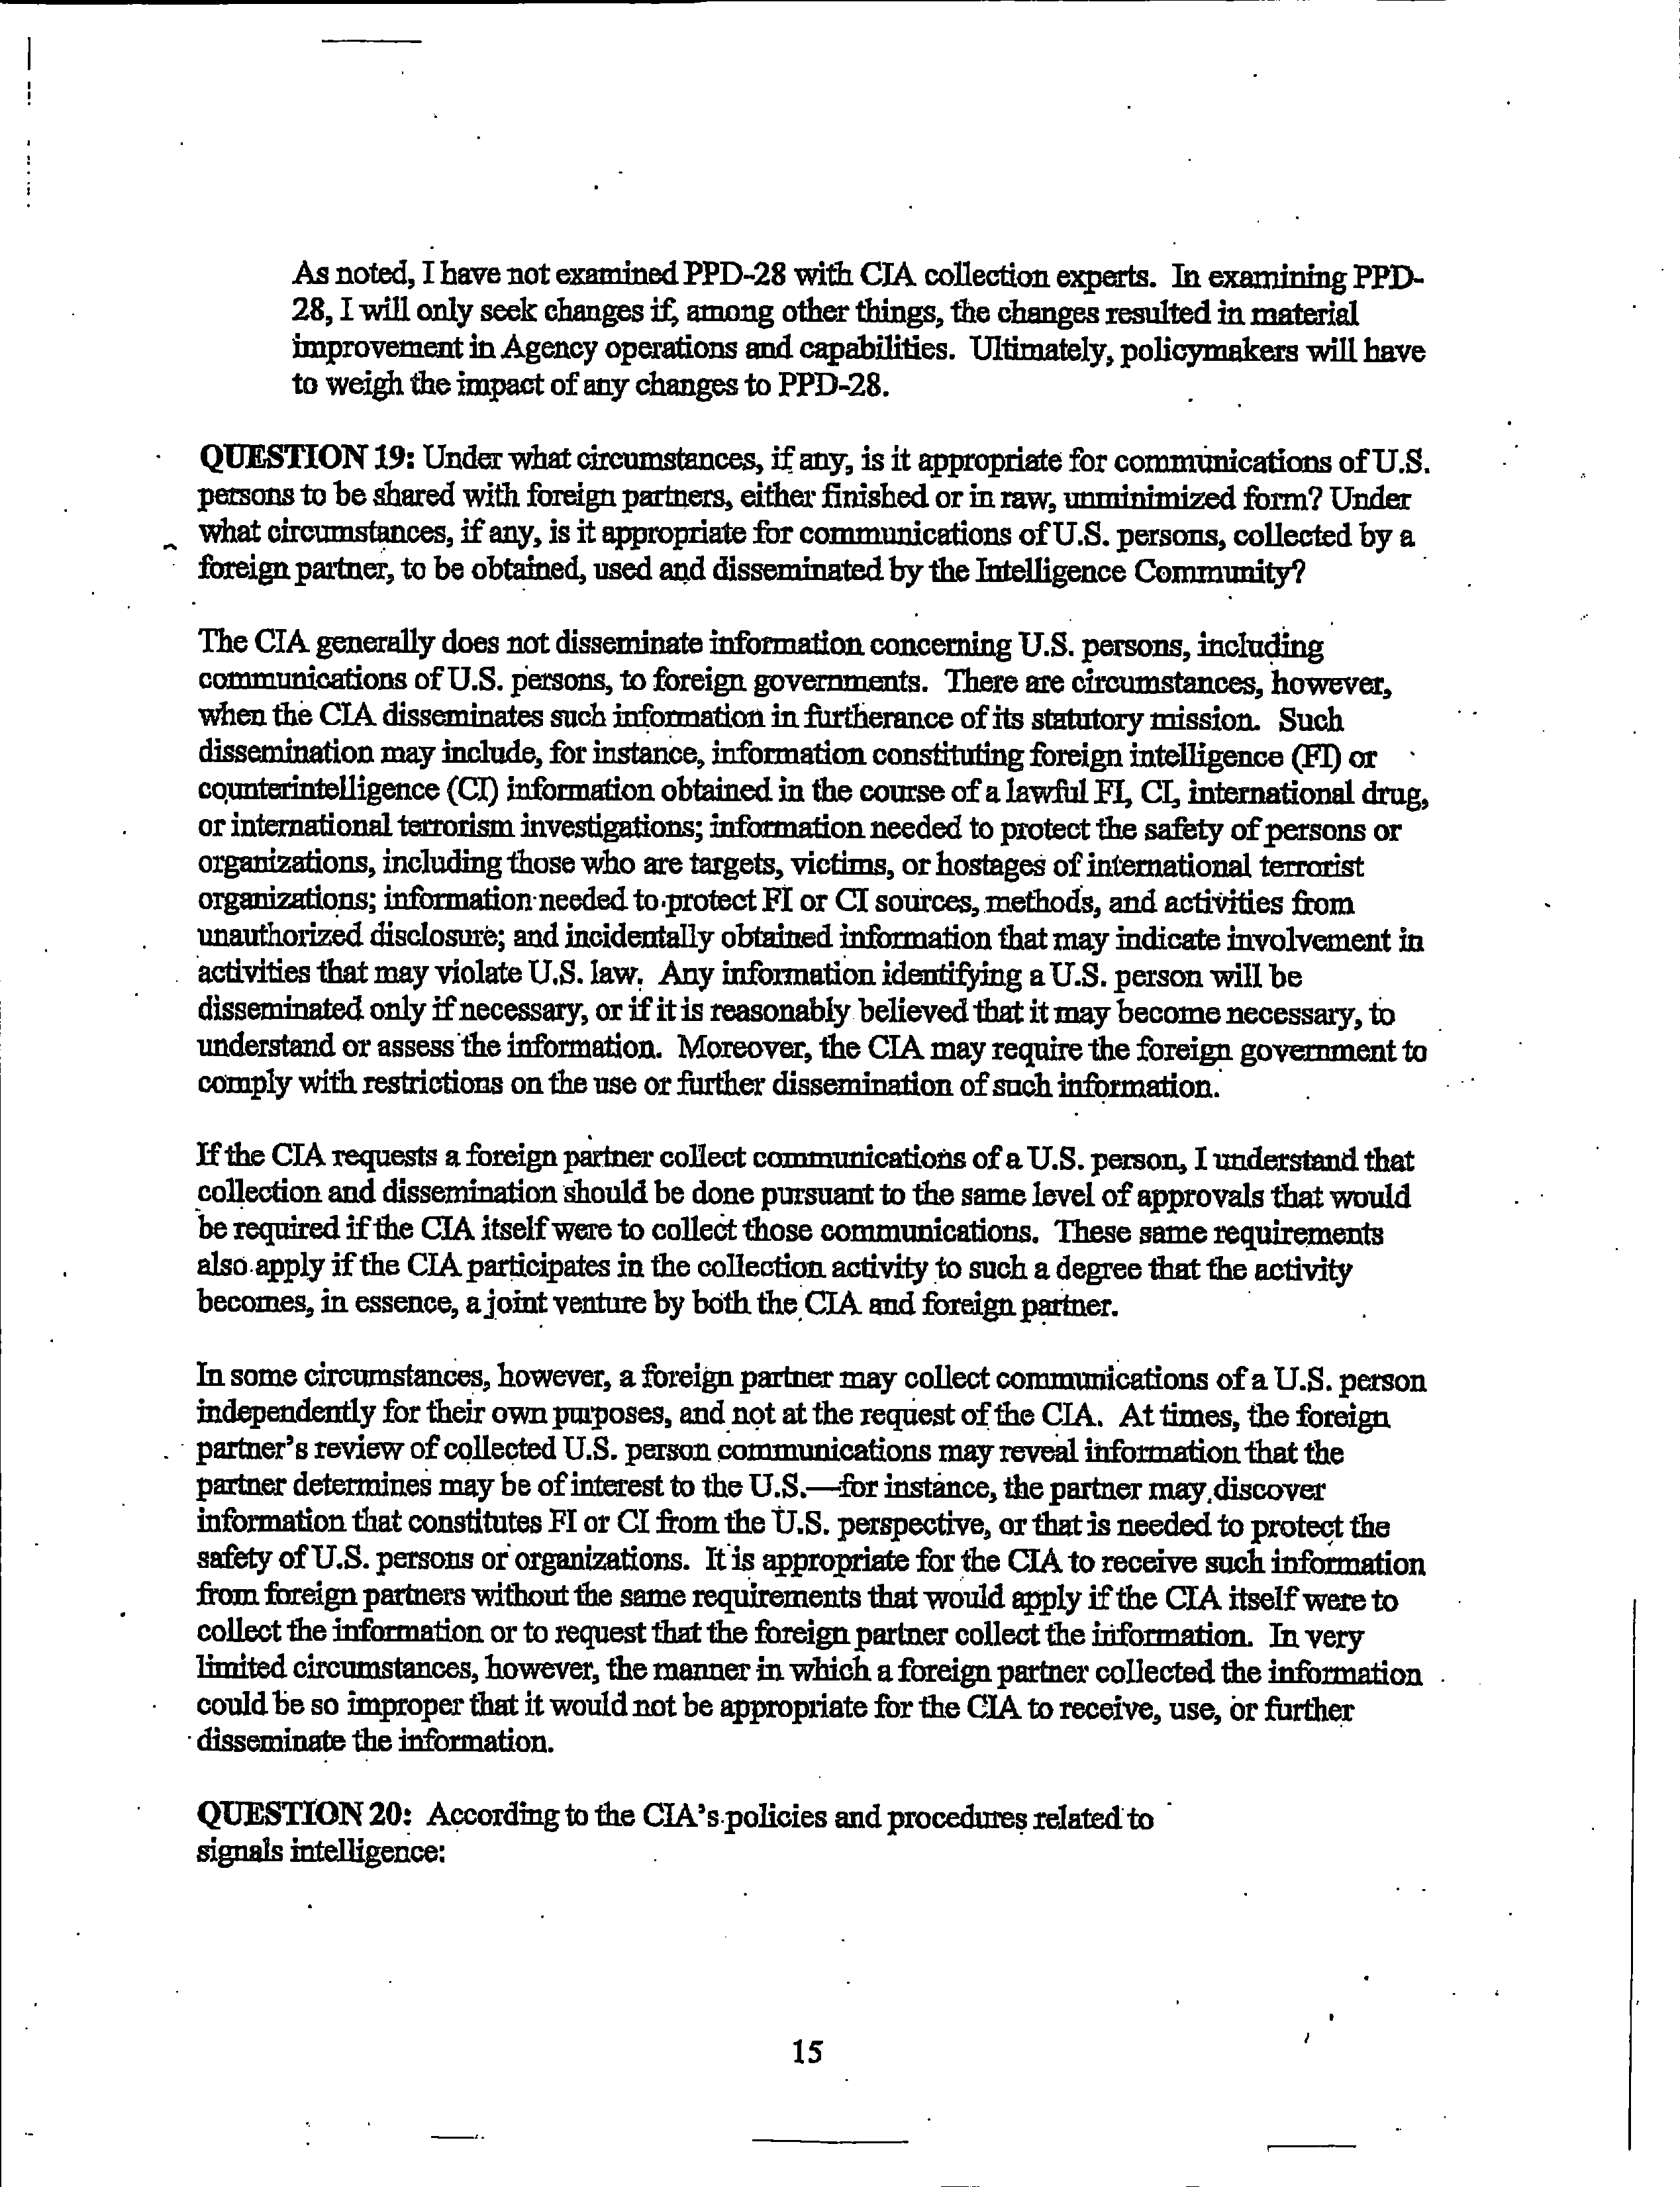 As noted, I have not examined PPD-28 with CIA collection experts. In examining PPD-
28, I will only seek changes if, among other things, the changes resulted in material
improvement in Agency operations and capabilities. Ultimately, policymakers will have
to weigh the impact of any changes to PPD-28.
QUESTION 19: Under what circumstances, if any, is it appropriate for communications of U.S.
persons to be shared with foreign partners, either finished or in raw, unminimized form? Under
what circumstances, if any, is it appropriate for communications of U.S. persons, collected by a
foreign partner, to be obtained, used and disseminated by the Intelligence Community?
The CIA generally does not disseminate information concerning U.S. persons, including
communications of U.S. persons, to foreign governments. There are circumstances, however,
when the CIA disseminates such information in furtherance of its statutory mission. Such
dissemination may include, for instance, information constituting foreign intelligence (FI) or
counterintelligence (CI) information obtained in the course of a lawful FI, CI, international drug,
or international terrorism investigations; information needed to protect the safety of persons or
organizations, including those who are targets, victims, or hostages of international terrorist
organizations; information needed to protect FI or CI sources, methods, and activities from
unauthorized disclosure; and incidentally obtained information that may indicate involvement in
activities that may violate U.S. law. Any information identifying a U.S. person will be
disseminated only if necessary, or if it is reasonably believed that it may become necessary, to
understand or assess the information. Moreover, the CIA may require the foreign government to
comply with restrictions on the use or further dissemination of such information.
If the CIA requests a foreign partner collect communications of a U.S. person, I understand that
collection and dissemination should be done pursuant to the same level of approvals that would
be required if the CIA itself were to collect those communications. These same requirements
also apply if the CIA participates in the collection activity to such a degree that the activity
becomes, in essence, a joint venture by both the CIA and foreign partner.
In some circumstances, however, a foreign partner may collect communications of a U.S. person
independently for their own purposes, and not at the request of the CIA. At times, the foreign
partner's review of collected U.S. person communications may reveal information that the
partner determines may be of interest to the U.S.—for instance, the partner may discover
information that constitutes FI or CI from the U.S. perspective, or that is needed to protect the
safety of U.S. persons or organizations. It is appropriate for the CIA to receive such information
from foreign partners without the same requirements that would apply if the CIA itself were to
collect the information or to request that the foreign partner collect the information. In very
limited circumstances, however, the manner in which a foreign partner collected the information
could be so improper that it would not be appropriate for the CIA to receive, use, or further
disseminate the information.
QUESTION 20: According to the CIA's policies and procedures related to
signals intelligence:
15